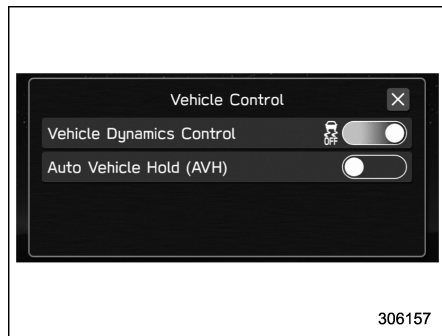 Vehicle Control
Vehicle Dynamics Control OFF
Auto Vehicle Hold (AVH)
306157